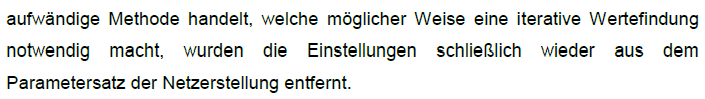 aufwändige Methode handelt, welche möglicher Weise eine iterative Wertefindung
notwendig macht, wurden die Einstellungen schließlich wieder aus dem
Parametersatz der Netzerstellung entfernt.